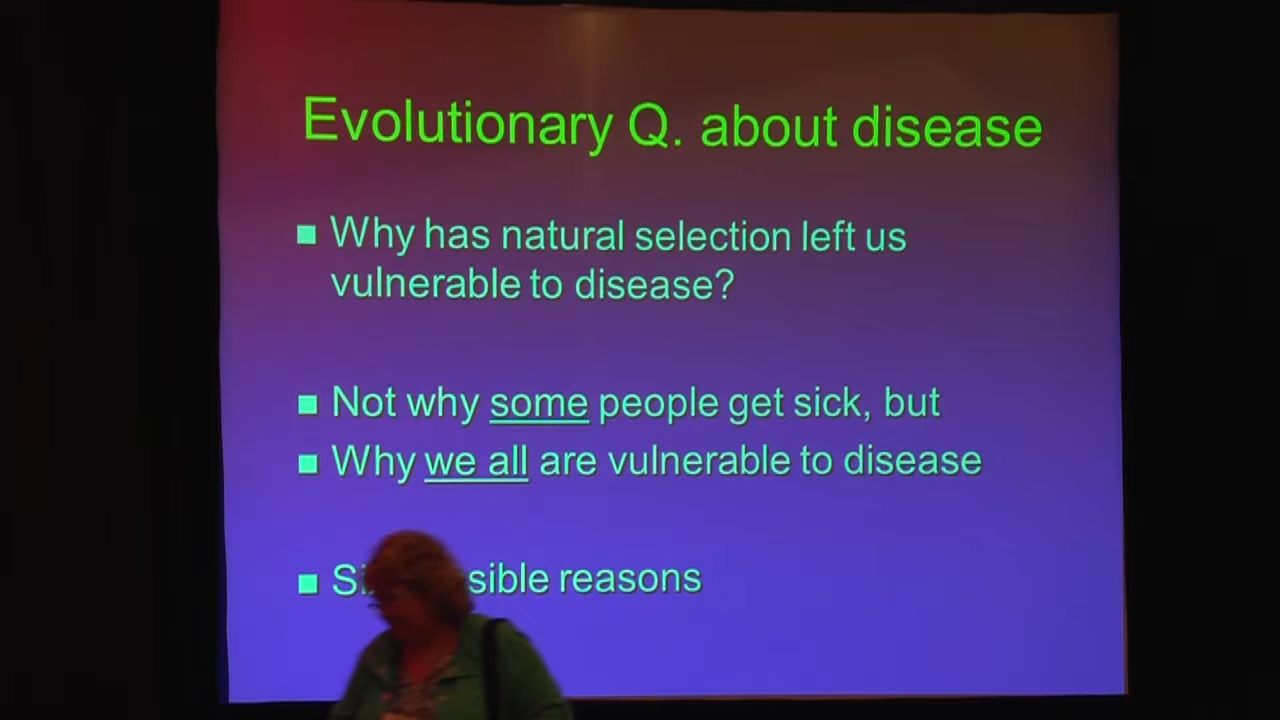 Evolutionary Q. about disease
Why has natural selection left us
vulnerable to disease?
Not why some people get sick, but
Why we all are vulnerable to disease
reasons